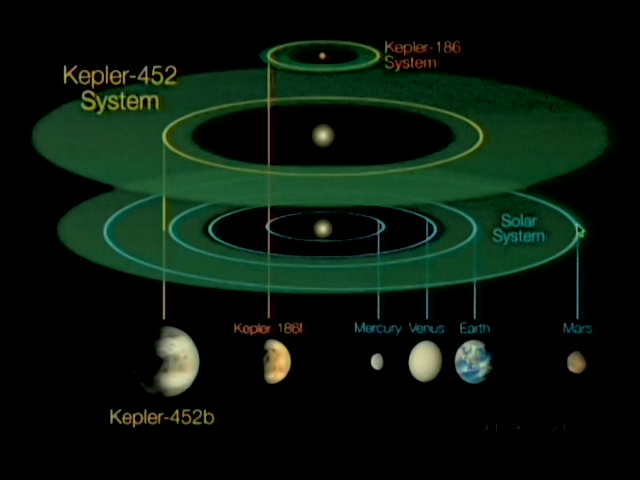 Kepler-186
System
Kepler-452
System
Solar
System
Kepler 186f
Mercury
Venus
Earth
Mars
Kepler-452b